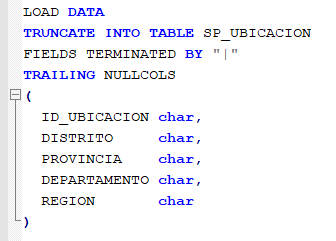 LOAD DATA
TRUNCATE INTO TABLE SP_UBICACION
FIELDS TERMINATED BY "|"
TRAILING NULLCOLS
(
ID_UBICACION char,
DISTRITO char,
PROVINCIA char,
DEPARTAMENTO char,
REGION char
)